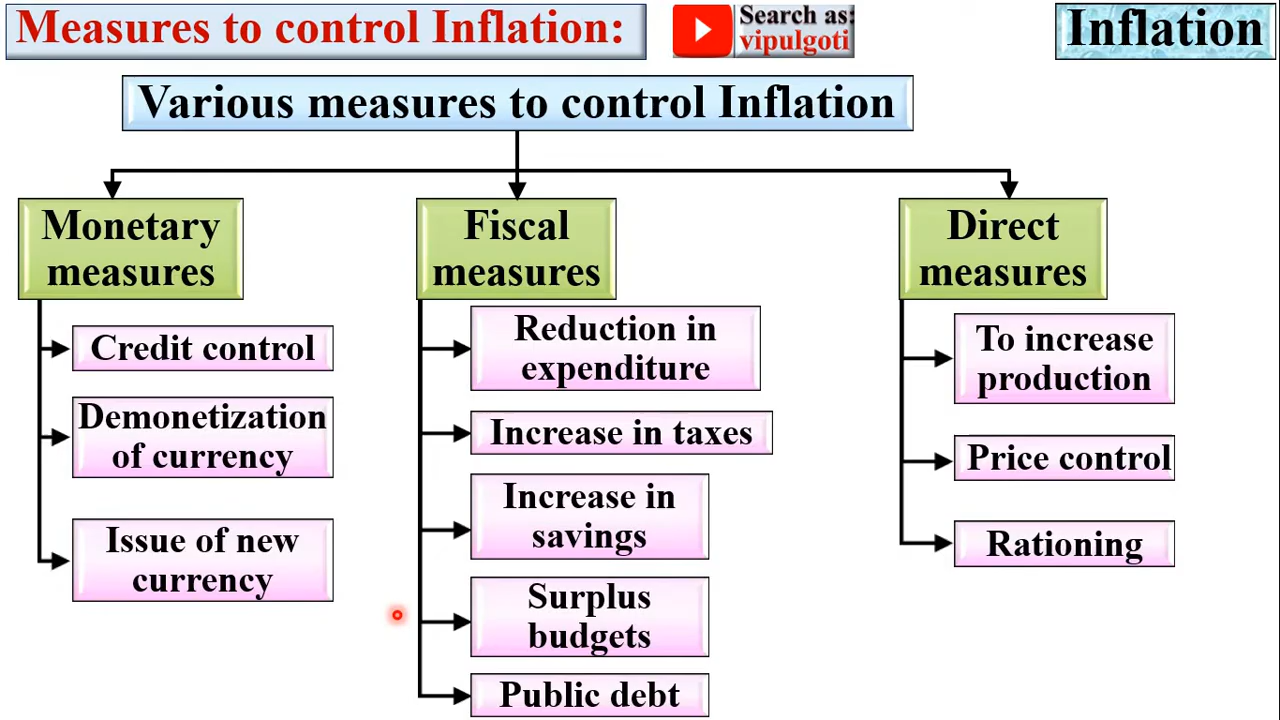 Measures to control Inflation:
Search as:
vipulgoti
Inflation
Various measures to control Inflation
Monetary
measures
Credit control
Demonetization
of currency
Issue of new
currency
Fiscal
measures
Reduction in
expenditure
Increase in taxes
Increase in
savings
Surplus
budgets
Public debt
Direct
measures
To increase
production
Price control
Rationing